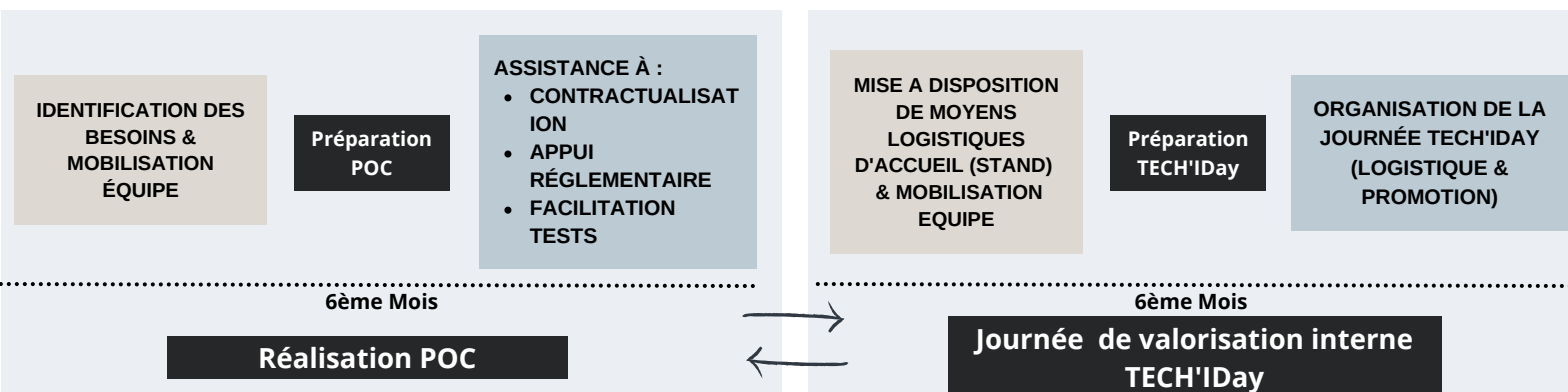 IDENTIFICATION DES
BESOINS &
MOBILISATION
ÉQUIPE
Préparation
POC
ASSISTANCE À :
• CONTRACTUALISAT
ION
• APPUI
RÉGLEMENTAIRE
• FACILITATION
TESTS
6ème Mois
Réalisation POC
MISE A DISPOSITION
DE MOYENS
LOGISTIQUES
D'ACCUEIL (STAND)
& MOBILISATION
EQUIPE
Préparation
TECH'IDay
ORGANISATION DE LA
JOURNÉE TECH'IDAY
(LOGISTIQUE &
PROMOTION)
6ème Mois
Journée de valorisation interne
TECH'IDay